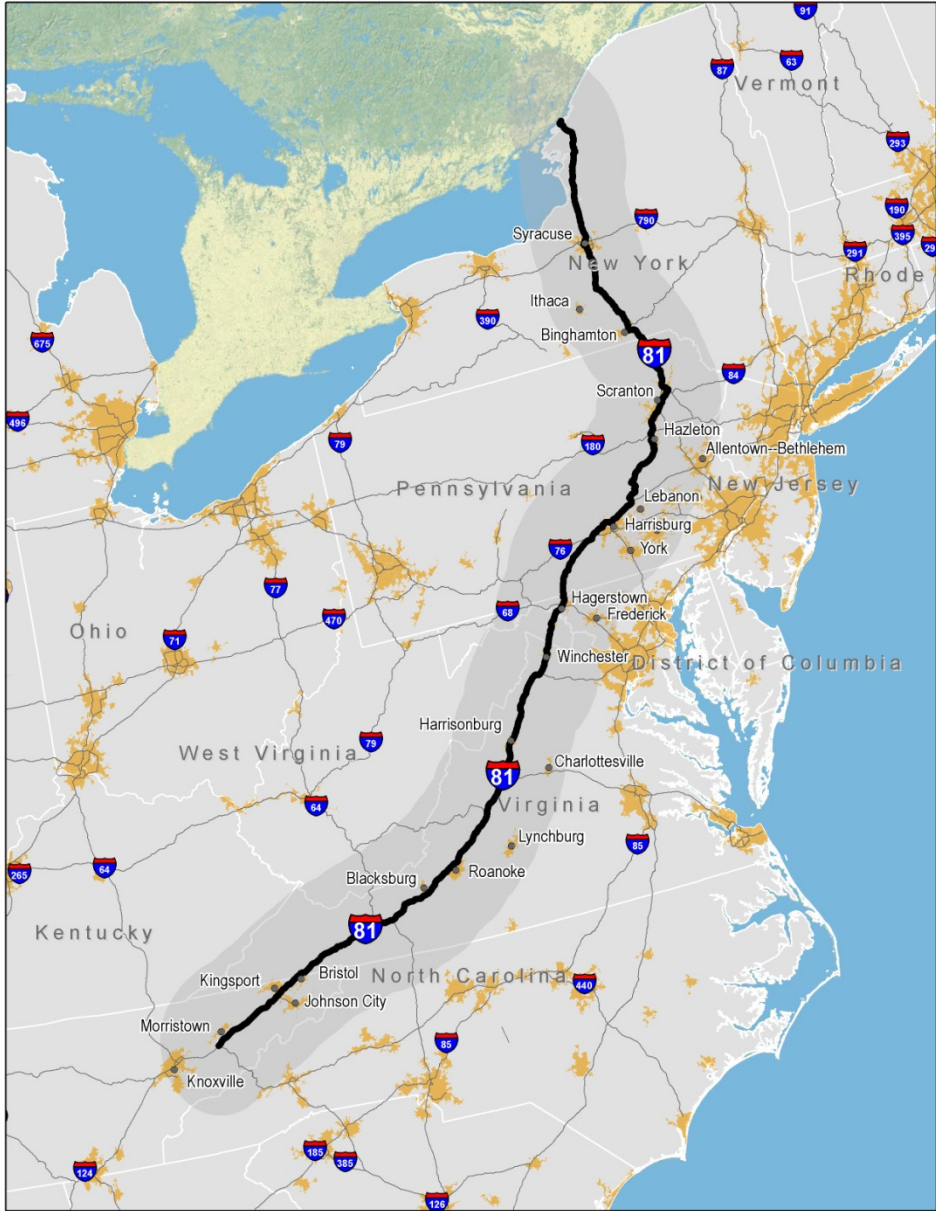 91
87
63
Vermont
293
190
395
790
291
Syracuse
New York
Rhode
Ithaca
390
Binghamton
675
81
84
Scranton
496
79
180
Hazleton
Allentown--Bethlehem
Pennsylvania
New Jersey
Lebanon
Harrisburg
76
York
77
Hagerstown
68
Frederick
470
Ohio
71
Winchester
District of Columbia
Harrisonburg
79
West Virginia
Charlottesville
81
64
Virginia
Lynchburg
85
64
265
Roanoke
Blacksburg
81
Kentucky
Bristol
North Carolina
Kingsport
440
Johnson City
Morristown
85
Knoxville
185
385
124
126